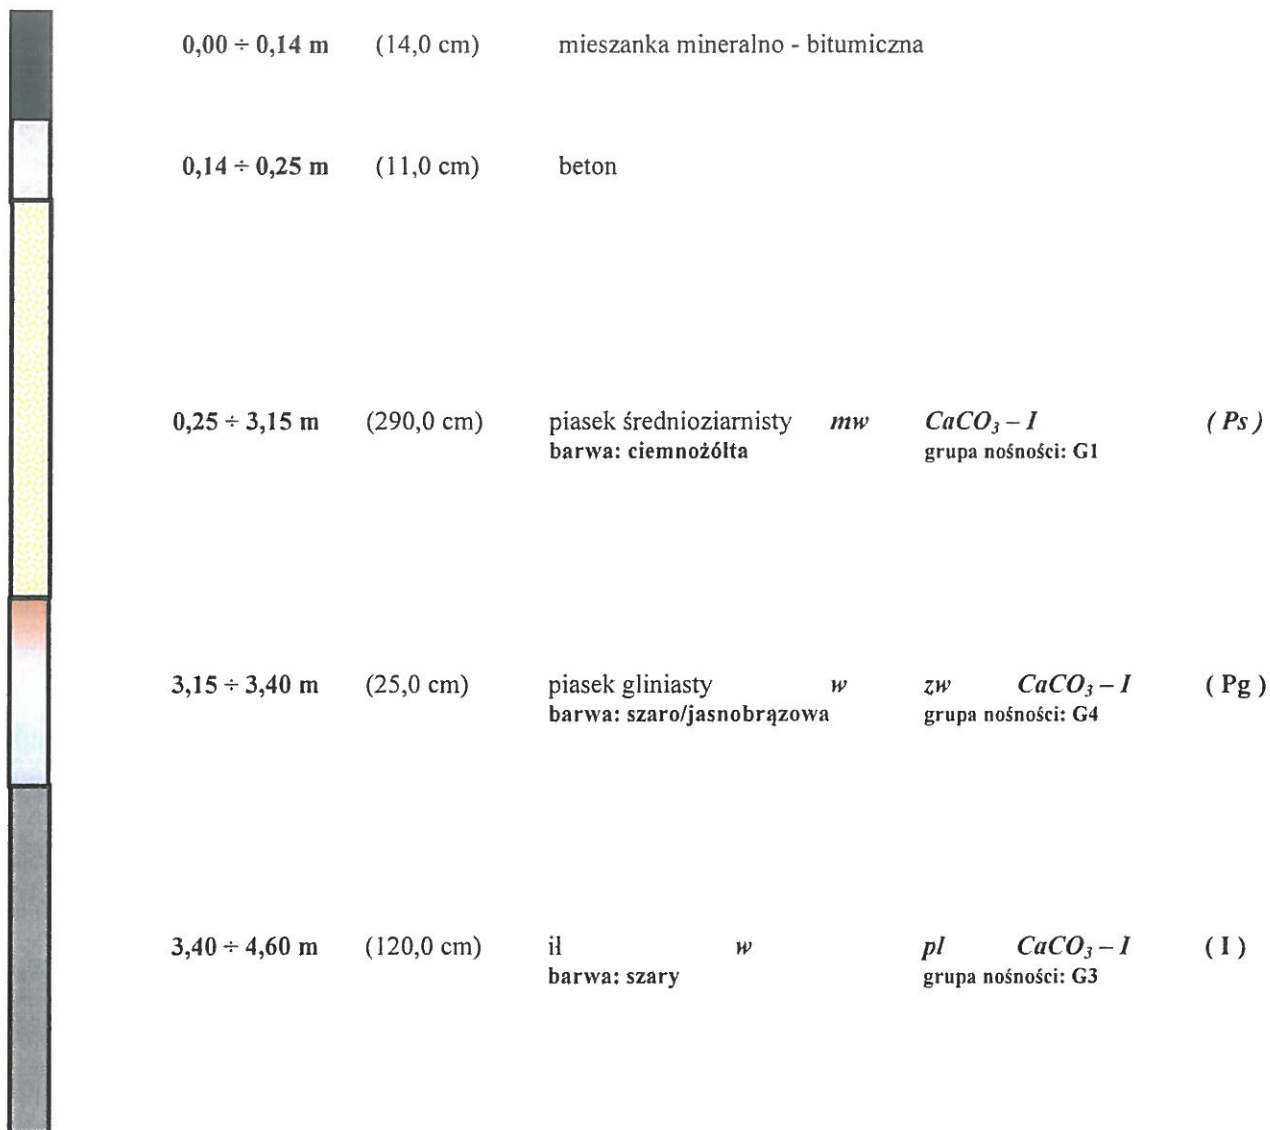 0,00 ÷ 0,14 m (14,0 cm) mieszanka mineralno - bitumiczna
0,14 ÷ 0,25 m (11,0 cm) beton
0,25 ÷ 3,15 m (290,0 cm) piasek średnioziarnisty mw CaCO₃ – I ( Ps )
barwa: ciemnożółta grupa nośności: G1
3,15 ÷ 3,40 m (25,0 cm) piasek gliniasty w zw CaCO₃ – I ( Pg )
barwa: szaro/jasnobrązowa grupa nośności: G4
3,40 ÷ 4,60 m (120,0 cm) ił w pl CaCO₃ – I ( I )
barwa: szary grupa nośności: G3